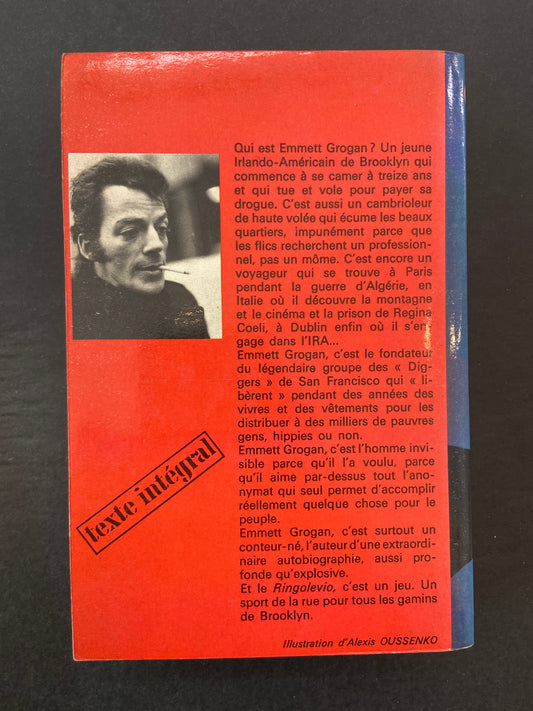 Qui est Emmett Grogan ? Un jeune
Irlando-Américain de Brooklyn qui
commence à se camer à treize ans
et qui tue et vole pour payer sa
drogue. C'est aussi un cambrioleur
de haute volée qui écume les beaux
quartiers, impunément parce que
les flics recherchent un profession-
nel, pas un môme. C'est encore un
voyageur qui se trouve à Paris
pendant la guerre d'Algérie, en
Italie où il découvre la montagne
et le cinéma et la prison de Regina
Coeli, à Dublin enfin où il s'en-
gage dans l'IRA...
Emmett Grogan, c'est le fondateur
du légendaire groupe des « Dig-
gers » de San Francisco qui « li-
bèrent » pendant des années des
vivres et des vêtements pour les
distribuer à des milliers de pauvres
gens, hippies ou non.
Emmett Grogan, c'est l'homme invi-
sible parce qu'il l'a voulu, parce
qu'il aime par-dessus tout l'ano-
nymat qui seul permet d'accomplir
réellement quelque chose pour le
peuple.
Emmett Grogan, c'est surtout un
conteur-né, l'auteur d'une extraordi-
naire autobiographie, aussi pro-
fonde qu'explosive.
Et le Ringolevio, c'est un jeu. Un
sport de la rue pour tous les gamins
de Brooklyn.
texte intégral
Illustration d'Alexis OUSSENKO